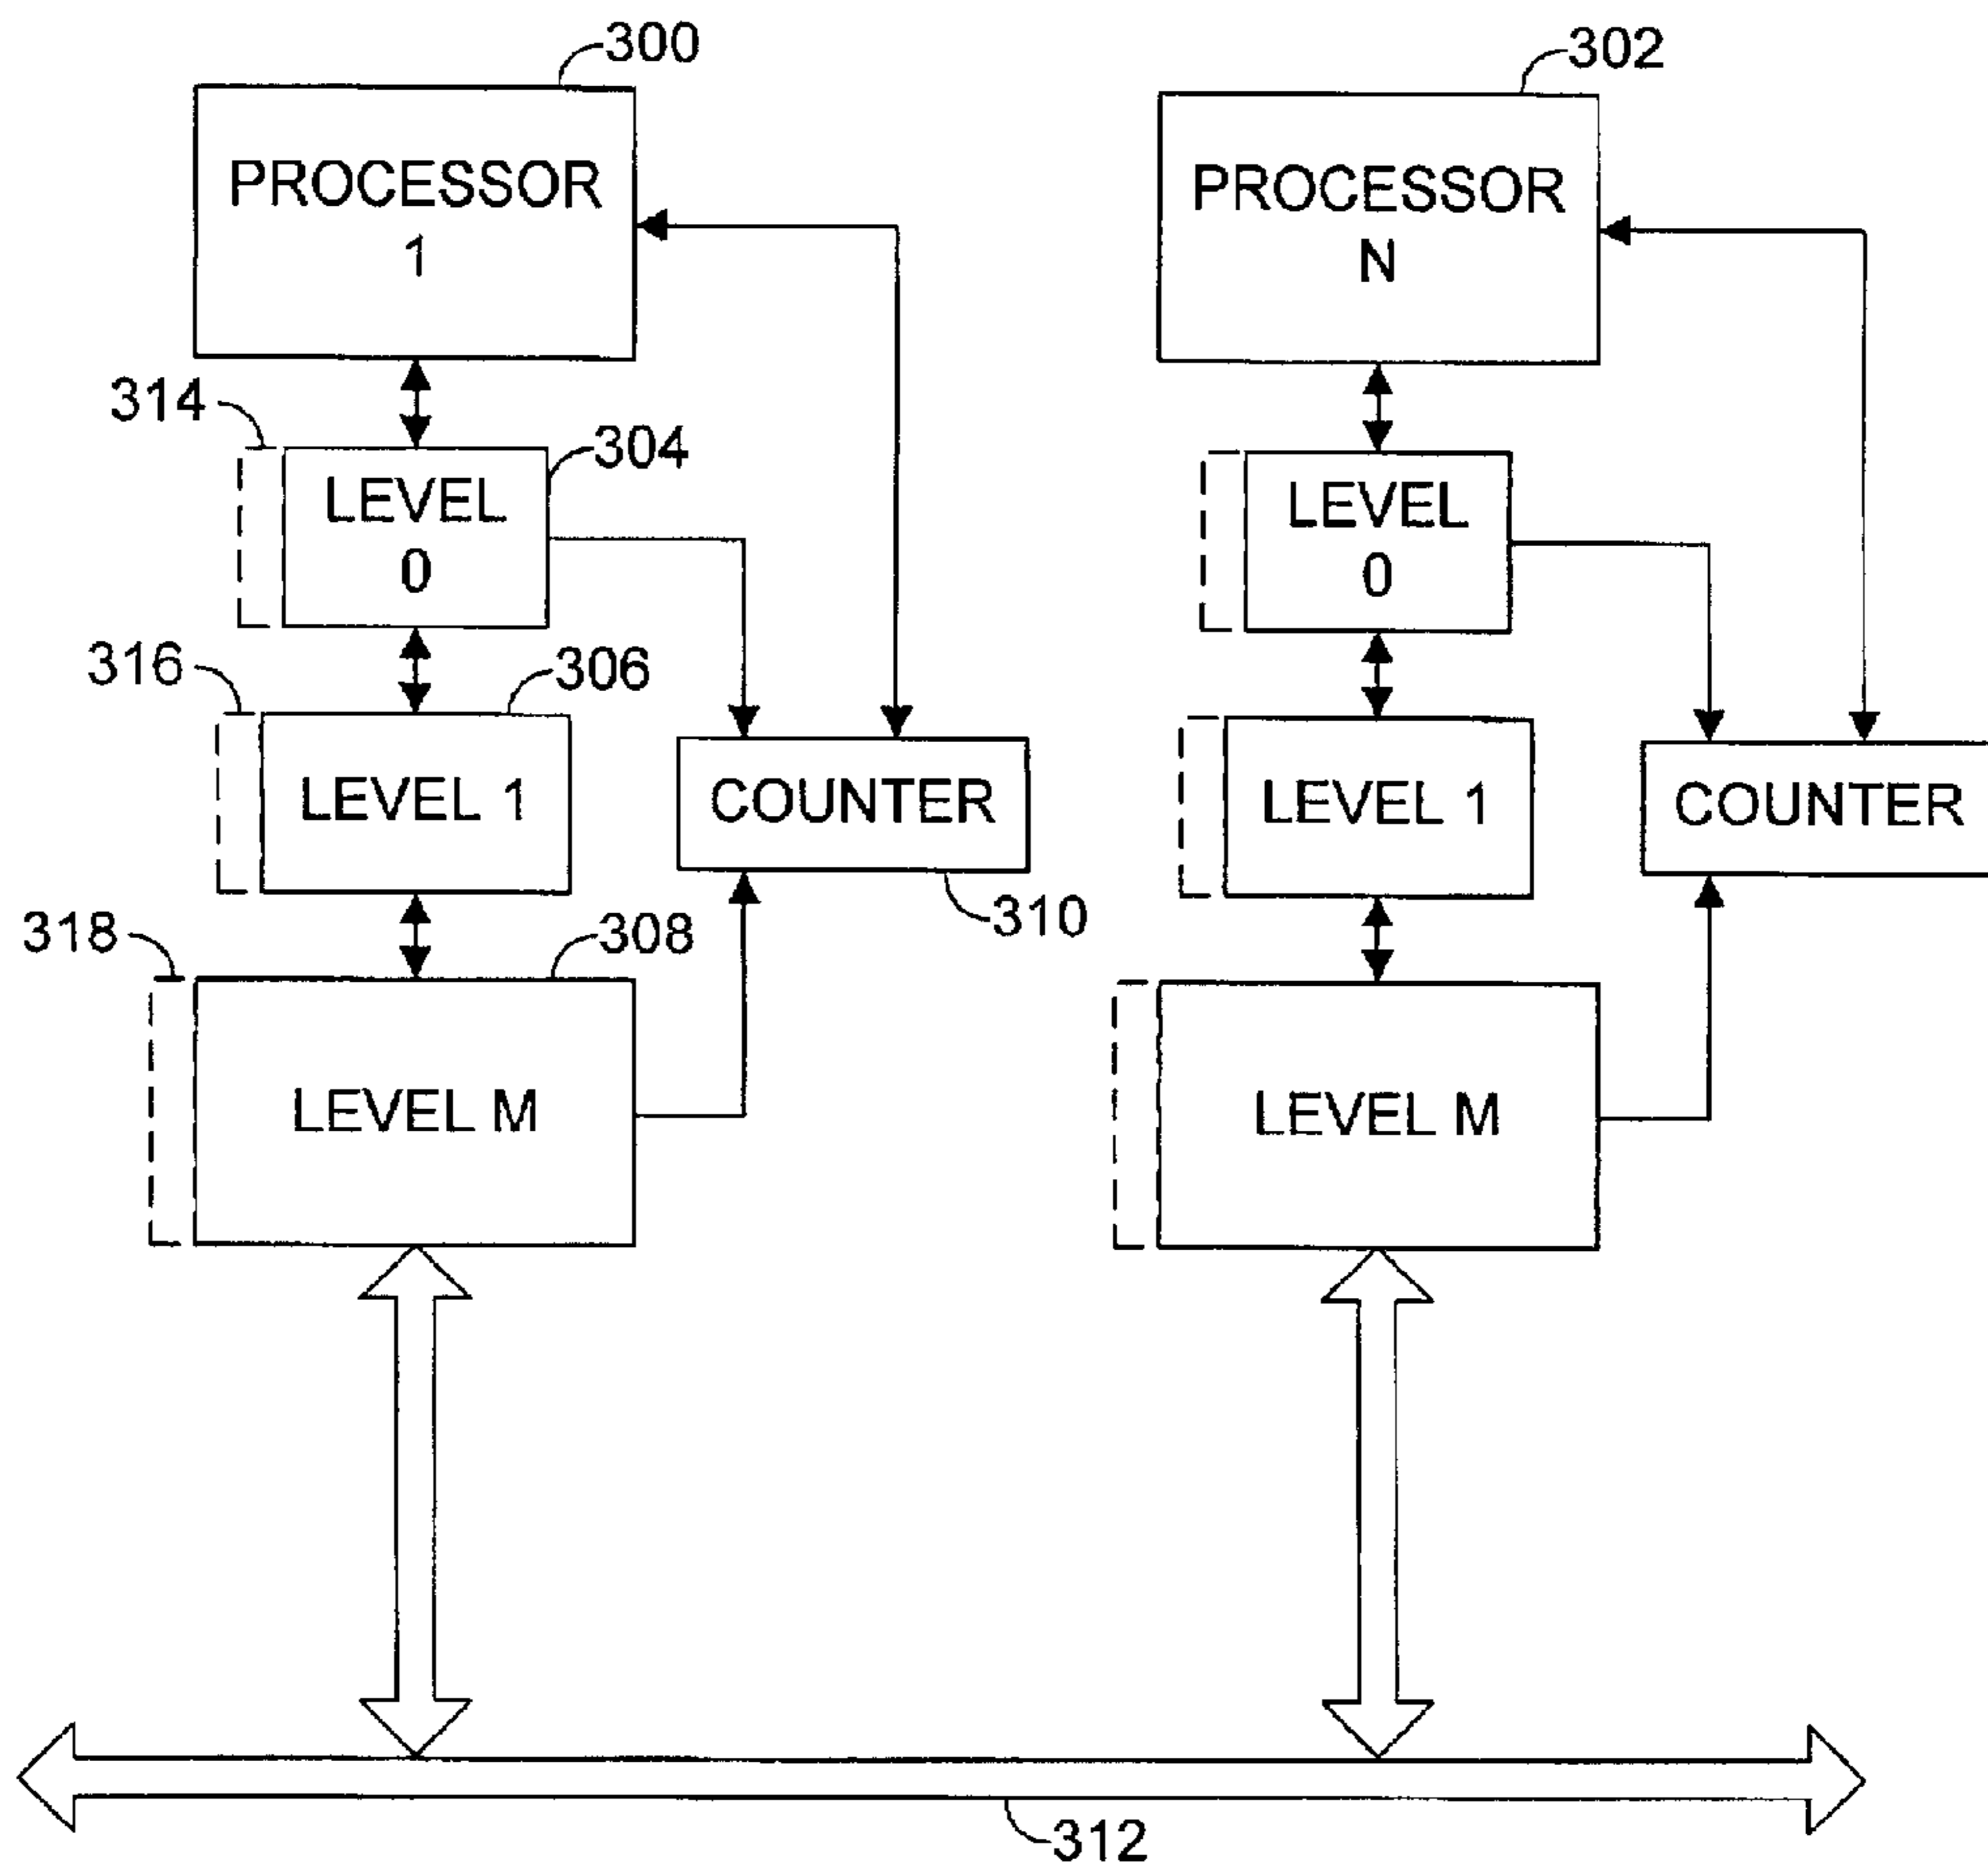 300
302
PROCESSOR
1
PROCESSOR
N
314
304
LEVEL
0
LEVEL
0
316
306
LEVEL 1
COUNTER
LEVEL 1
COUNTER
318
308
310
LEVEL M
LEVEL M
312